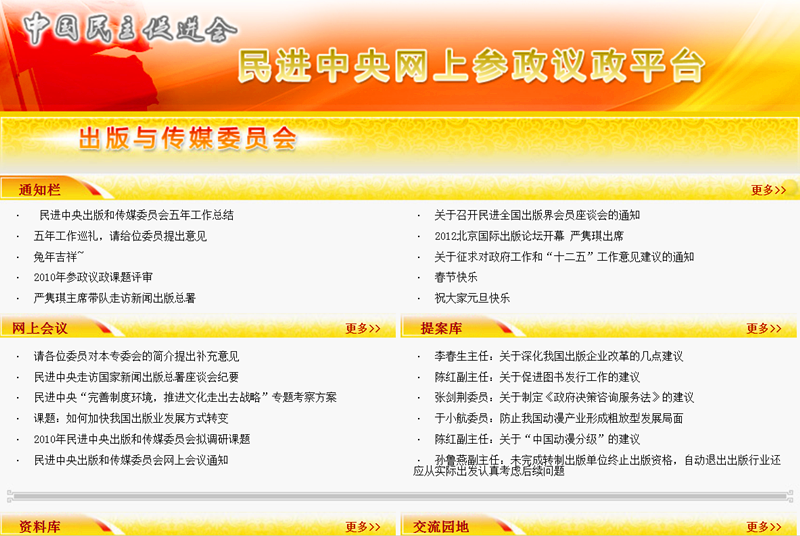 中国民主促进会
民进中央网上参政议政平台
出版与传媒委员会
通知栏
更多>>
· 民进中央出版和传媒委员会五年工作总结
· 五年工作巡礼，请给位委员提出意见
· 兔年吉祥~
· 2010年参政议政课题评审
· 严隽琪主席带队走访新闻出版总署
· 关于召开民进全国出版界会员座谈会的通知
· 2012北京国际出版论坛开幕 严隽琪出席
· 关于征求对政府工作和“十二五”工作意见建议的通知
· 春节快乐
· 祝大家元旦快乐
网上会议
更多>>
· 请各位委员对本专委会的简介提出补充意见
· 民进中央走访国家新闻出版总署座谈会纪要
· 民进中央“完善制度环境，推进文化走出去战略”专题考察方案
· 课题：如何加快我国出版业发展方式转变
· 2010年民进中央出版和传媒委员会拟调研课题
· 民进中央出版和传媒委员会网上会议通知
提案库
更多>>
· 李春生主任：关于深化我国出版企业改革的几点建议
· 陈红副主任：关于促进图书发行工作的建议
· 张剑荆委员：关于制定《政府决策咨询服务法》的建议
· 于小航委员：防止我国动漫产业形成粗放型发展局面
· 陈红副主任：关于“中国动漫分级”的建议
· 孙鲁燕副主任：未完成转制出版单位终止出版资格，自动退出出版行业还
应从实际出发认真考虑后续问题
资料库
更多>>
交流园地
更多>>